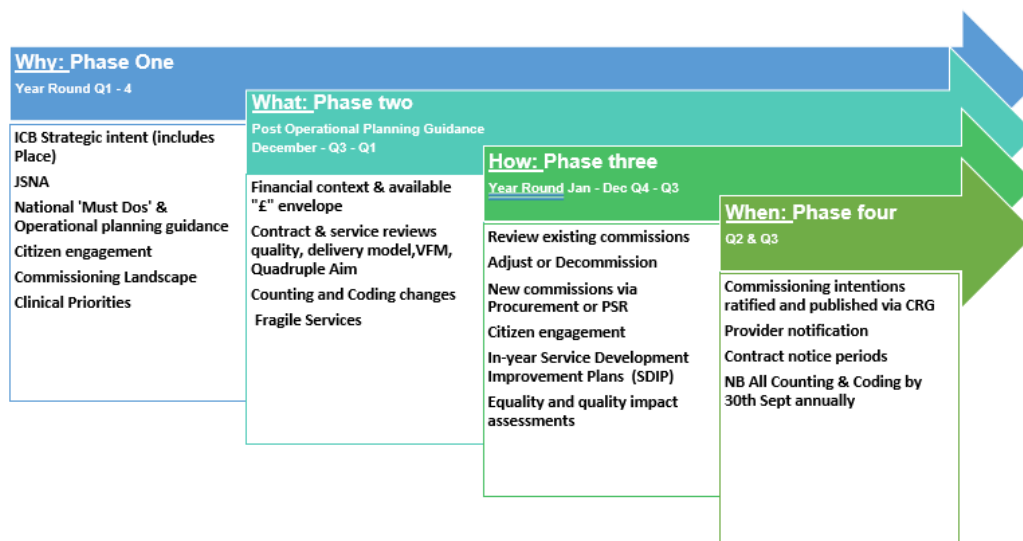 Why: Phase One
Year Round Q1 - 4
ICB Strategic intent (includes
Place)
JSNA
National 'Must Dos' &
Operational planning guidance
Citizen engagement
Commissioning Landscape
Clinical Priorities
What: Phase two
Post Operational Planning Guidance
December - Q3 - Q1
Financial context & available
"£" envelope
Contract & service reviews
quality, delivery model,VFM,
Quadruple Aim
Counting and Coding changes
Fragile Services
How: Phase three
Year Round Jan - Dec Q4 - Q3
Review existing commissions
Adjust or Decommission
New commissions via
Procurement or PSR
Citizen engagement
In-year Service Development
Improvement Plans (SDIP)
Equality and quality impact
assessments
When: Phase four
Q2 & Q3
Commissioning intentions
ratified and published via CRG
Provider notification
Contract notice periods
NB All Counting & Coding by
30th Sept annually